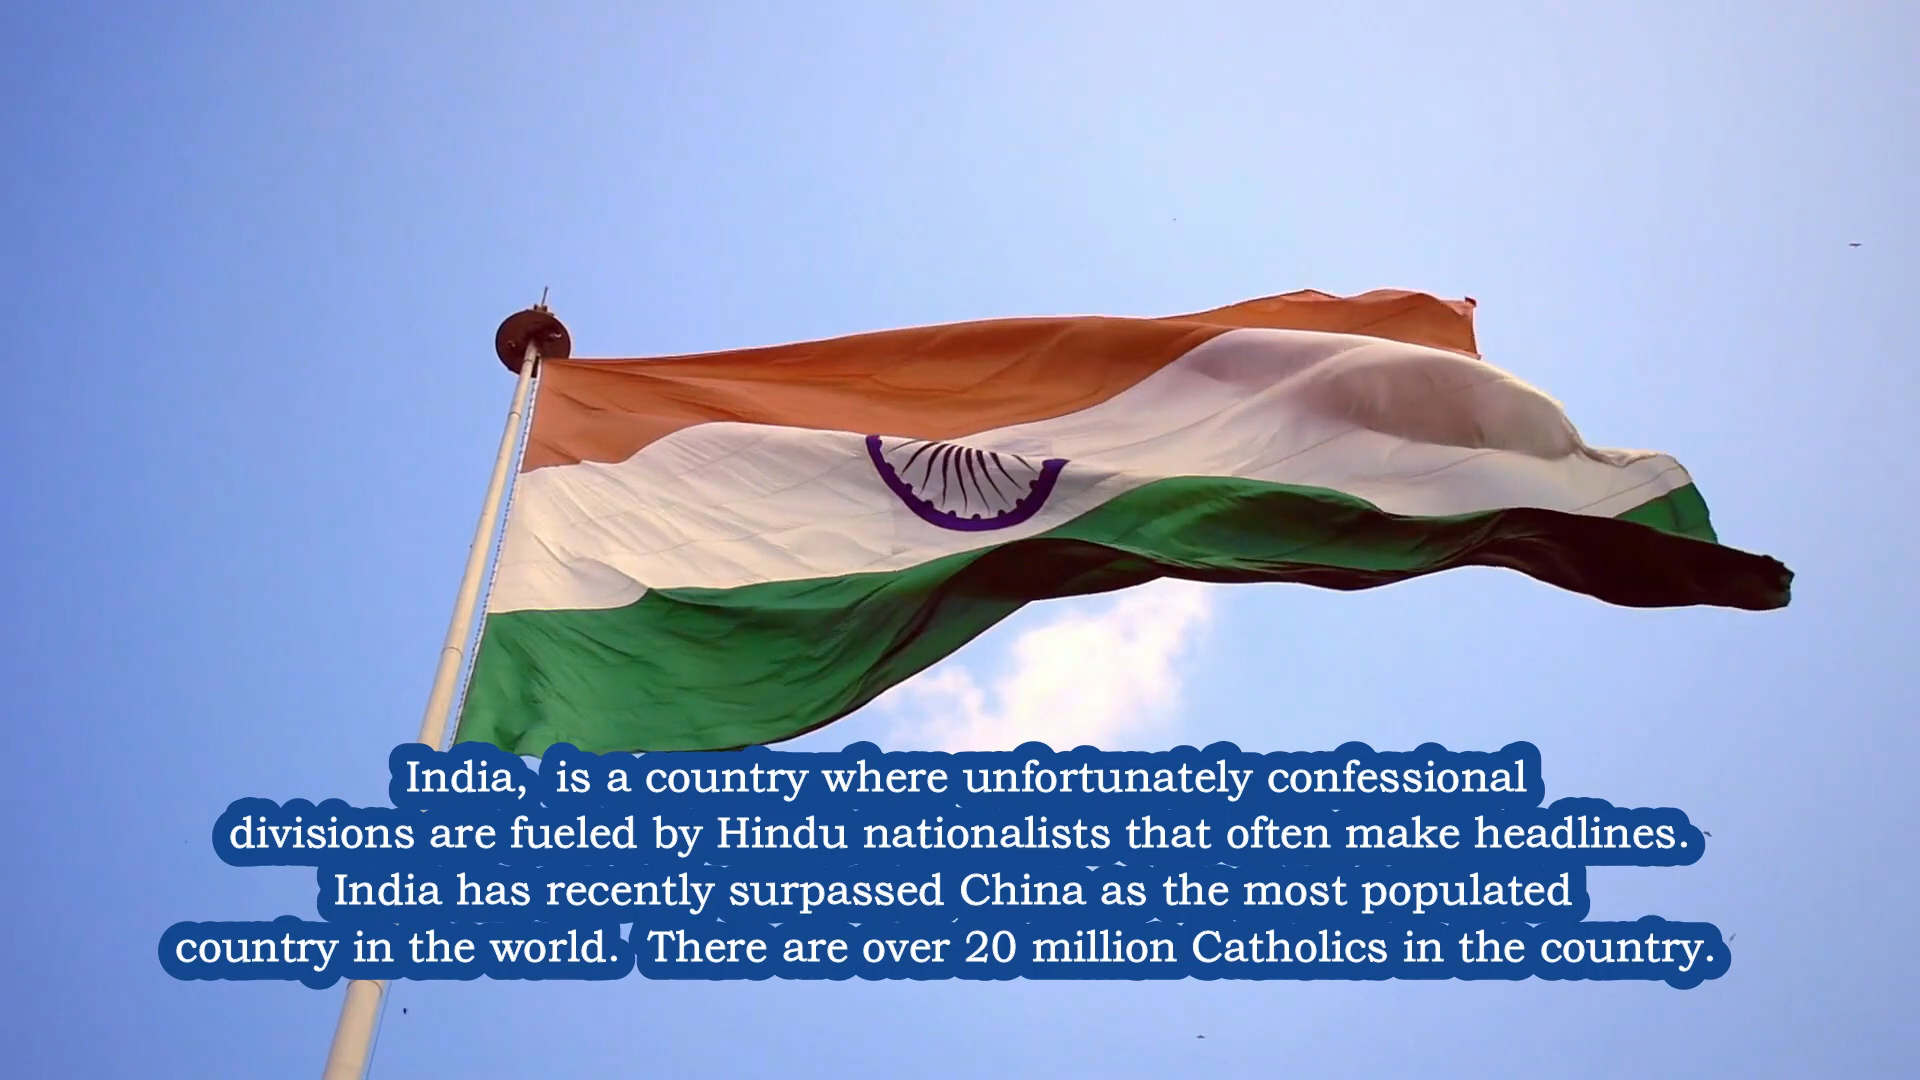 India,  is a country where unfortunately confessional
divisions are fueled by Hindu nationalists that often make headlines.
India has recently surpassed China as the most populated
country in the world.  There are over 20 million Catholics in the country.